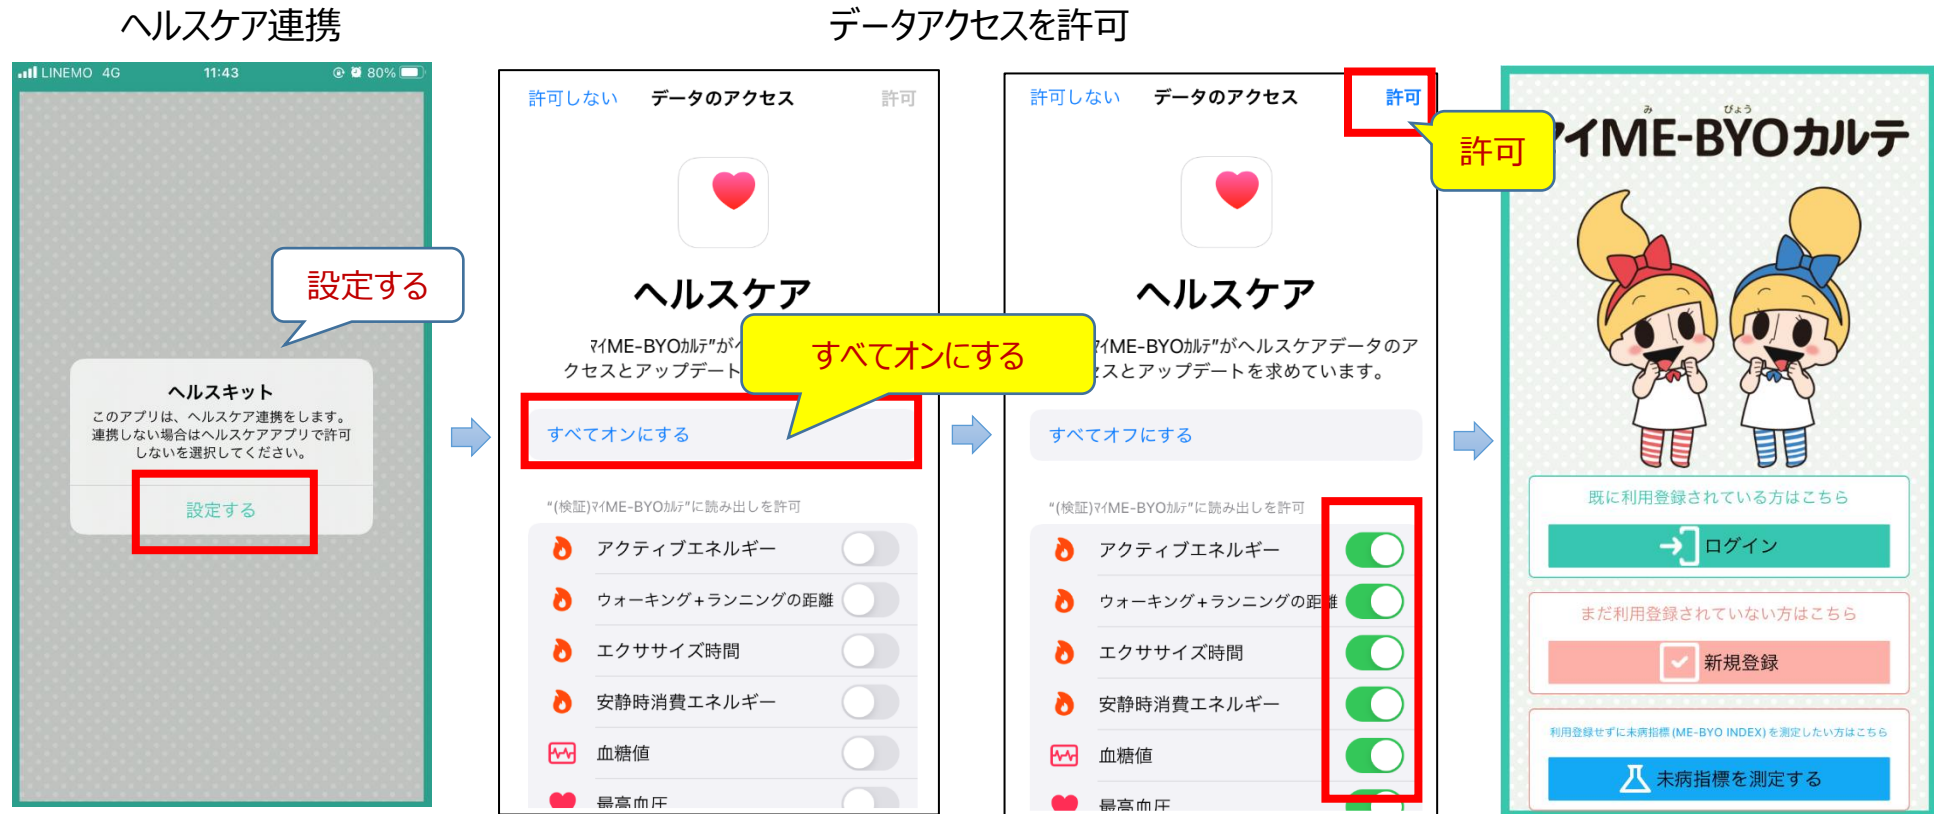 ヘルスケア連携
データアクセスを許可
LINEMO 4G 11:43 80%
設定する
ヘルスキット
このアプリは、ヘルスケア連携をします。
連携しない場合はヘルスケアアプリで許可
しないを選択してください。
設定する
許可しない データのアクセス 許可
ヘルスケア
ﾏｲME-BYOｶﾙﾃ"が
クセスとアップデート
すべてオンにする
すべてオンにする
"(検証)ﾏｲME-BYOｶﾙﾃ"に読み出しを許可
アクティブエネルギー
ウォーキング+ランニングの距離
エクササイズ時間
安静時消費エネルギー
血糖値
最高血圧
許可しない データのアクセス 許可
許可
ヘルスケア
ﾏｲME-BYOｶﾙﾃ"がヘルスケアデータのア
セスとアップデートを求めています。
すべてオフにする
"(検証)ﾏｲME-BYOｶﾙﾃ"に読み出しを許可
アクティブエネルギー
ウォーキング+ランニングの距離
エクササイズ時間
安静時消費エネルギー
血糖値
最高血圧
み びょう
マイME-BYOカルテ
既に利用登録されている方はこちら
ログイン
まだ利用登録されていない方はこちら
新規登録
利用登録せずに未病指標(ME-BYO INDEX)を測定したい方はこちら
未病指標を測定する